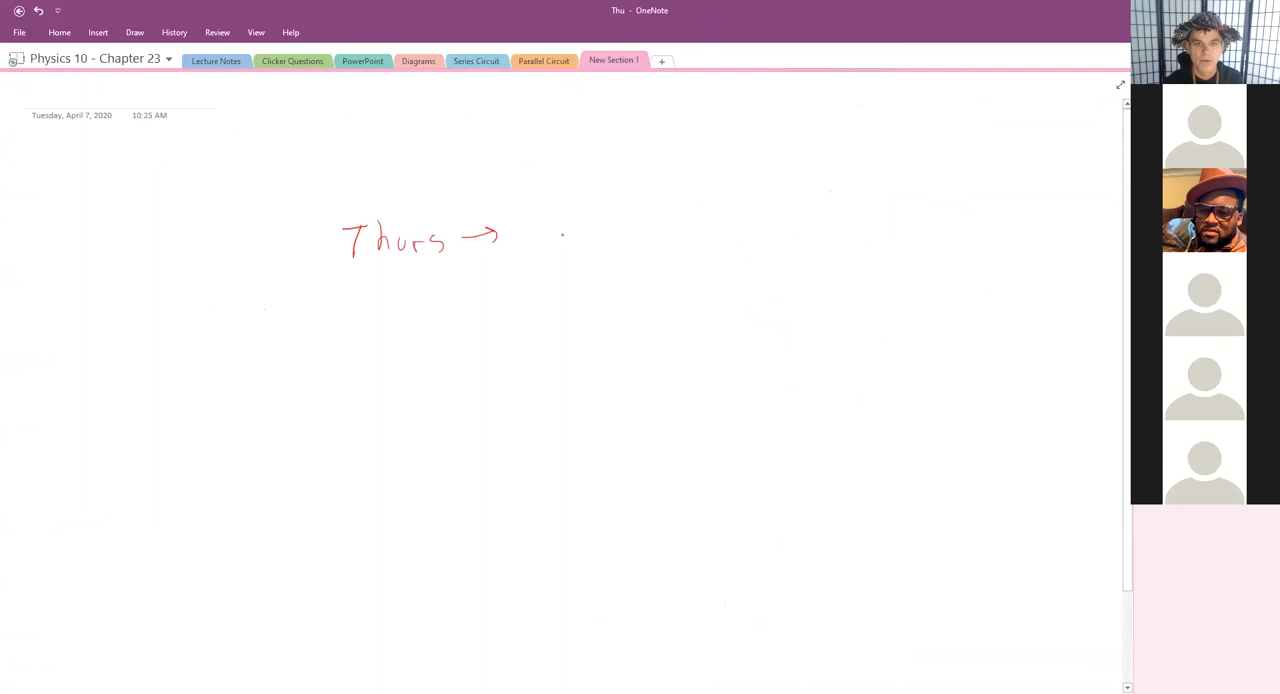 Thu - OneNote
File Home Insert Draw History Review View Help
Physics 10 - Chapter 23 Lecture Notes Clicker Questions PowerPoint Diagrams Series Circuit Parallel Circuit New Section 1 +
Tuesday, April 7, 2020 10:25 AM
Thurs →